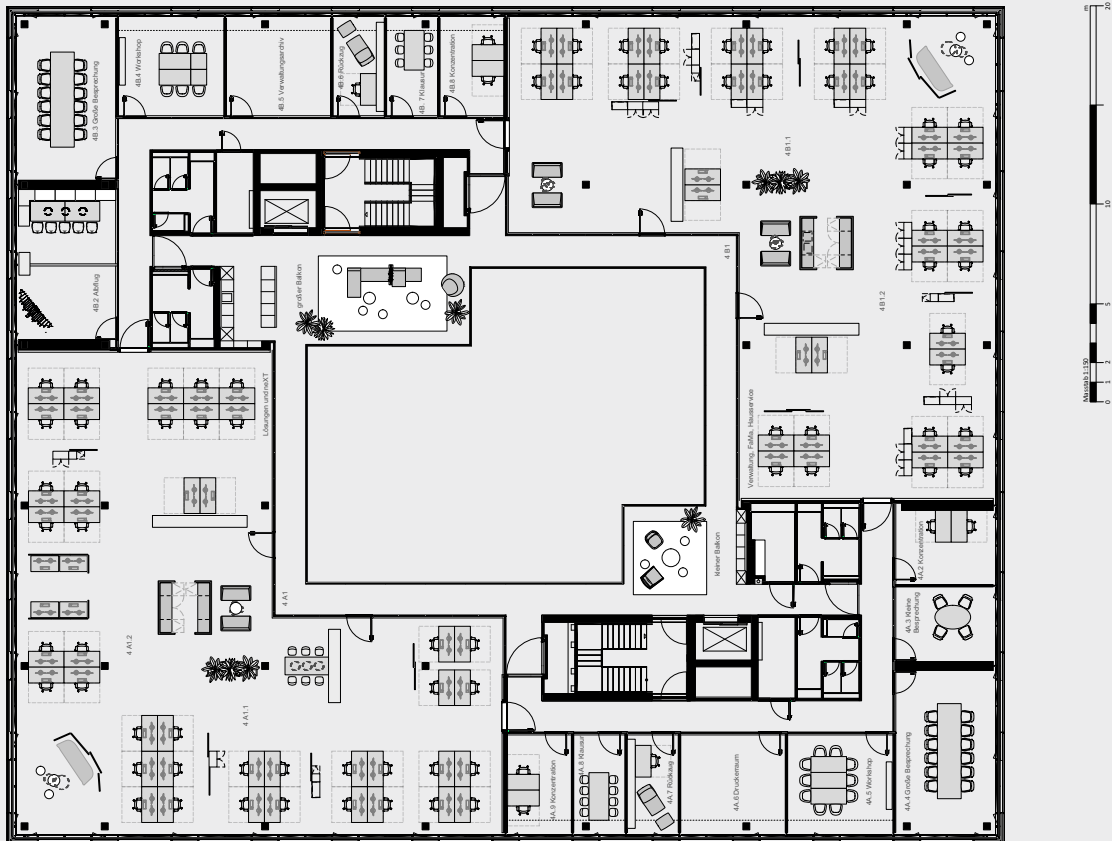 4B.3 Große Besprechung
4B.4 Workshop
4B.5 Verwaltungsarchiv
4B.6 Rückzug
4B.7 Klausur
4B.8 Konzentration
4B1.1
4B.2 Albflug
großer Balkon
4 B1
4B1.2
Lösungen und neXT
Verwaltung, FaMa, Hausservice
kleiner Balkon
4A.2 Konzentration
4A.3 Kleine
Besprechung
4 A1
4 A1.2
4 A1.1
4A.9 Konzentration
4A.8 Klausur
4A.7 Rückzug
4A.6 Druckerraum
4A.5 Workshop
4A.4 Große Besprechung
m
20
10
5
2
1
0
Masstab 1:150